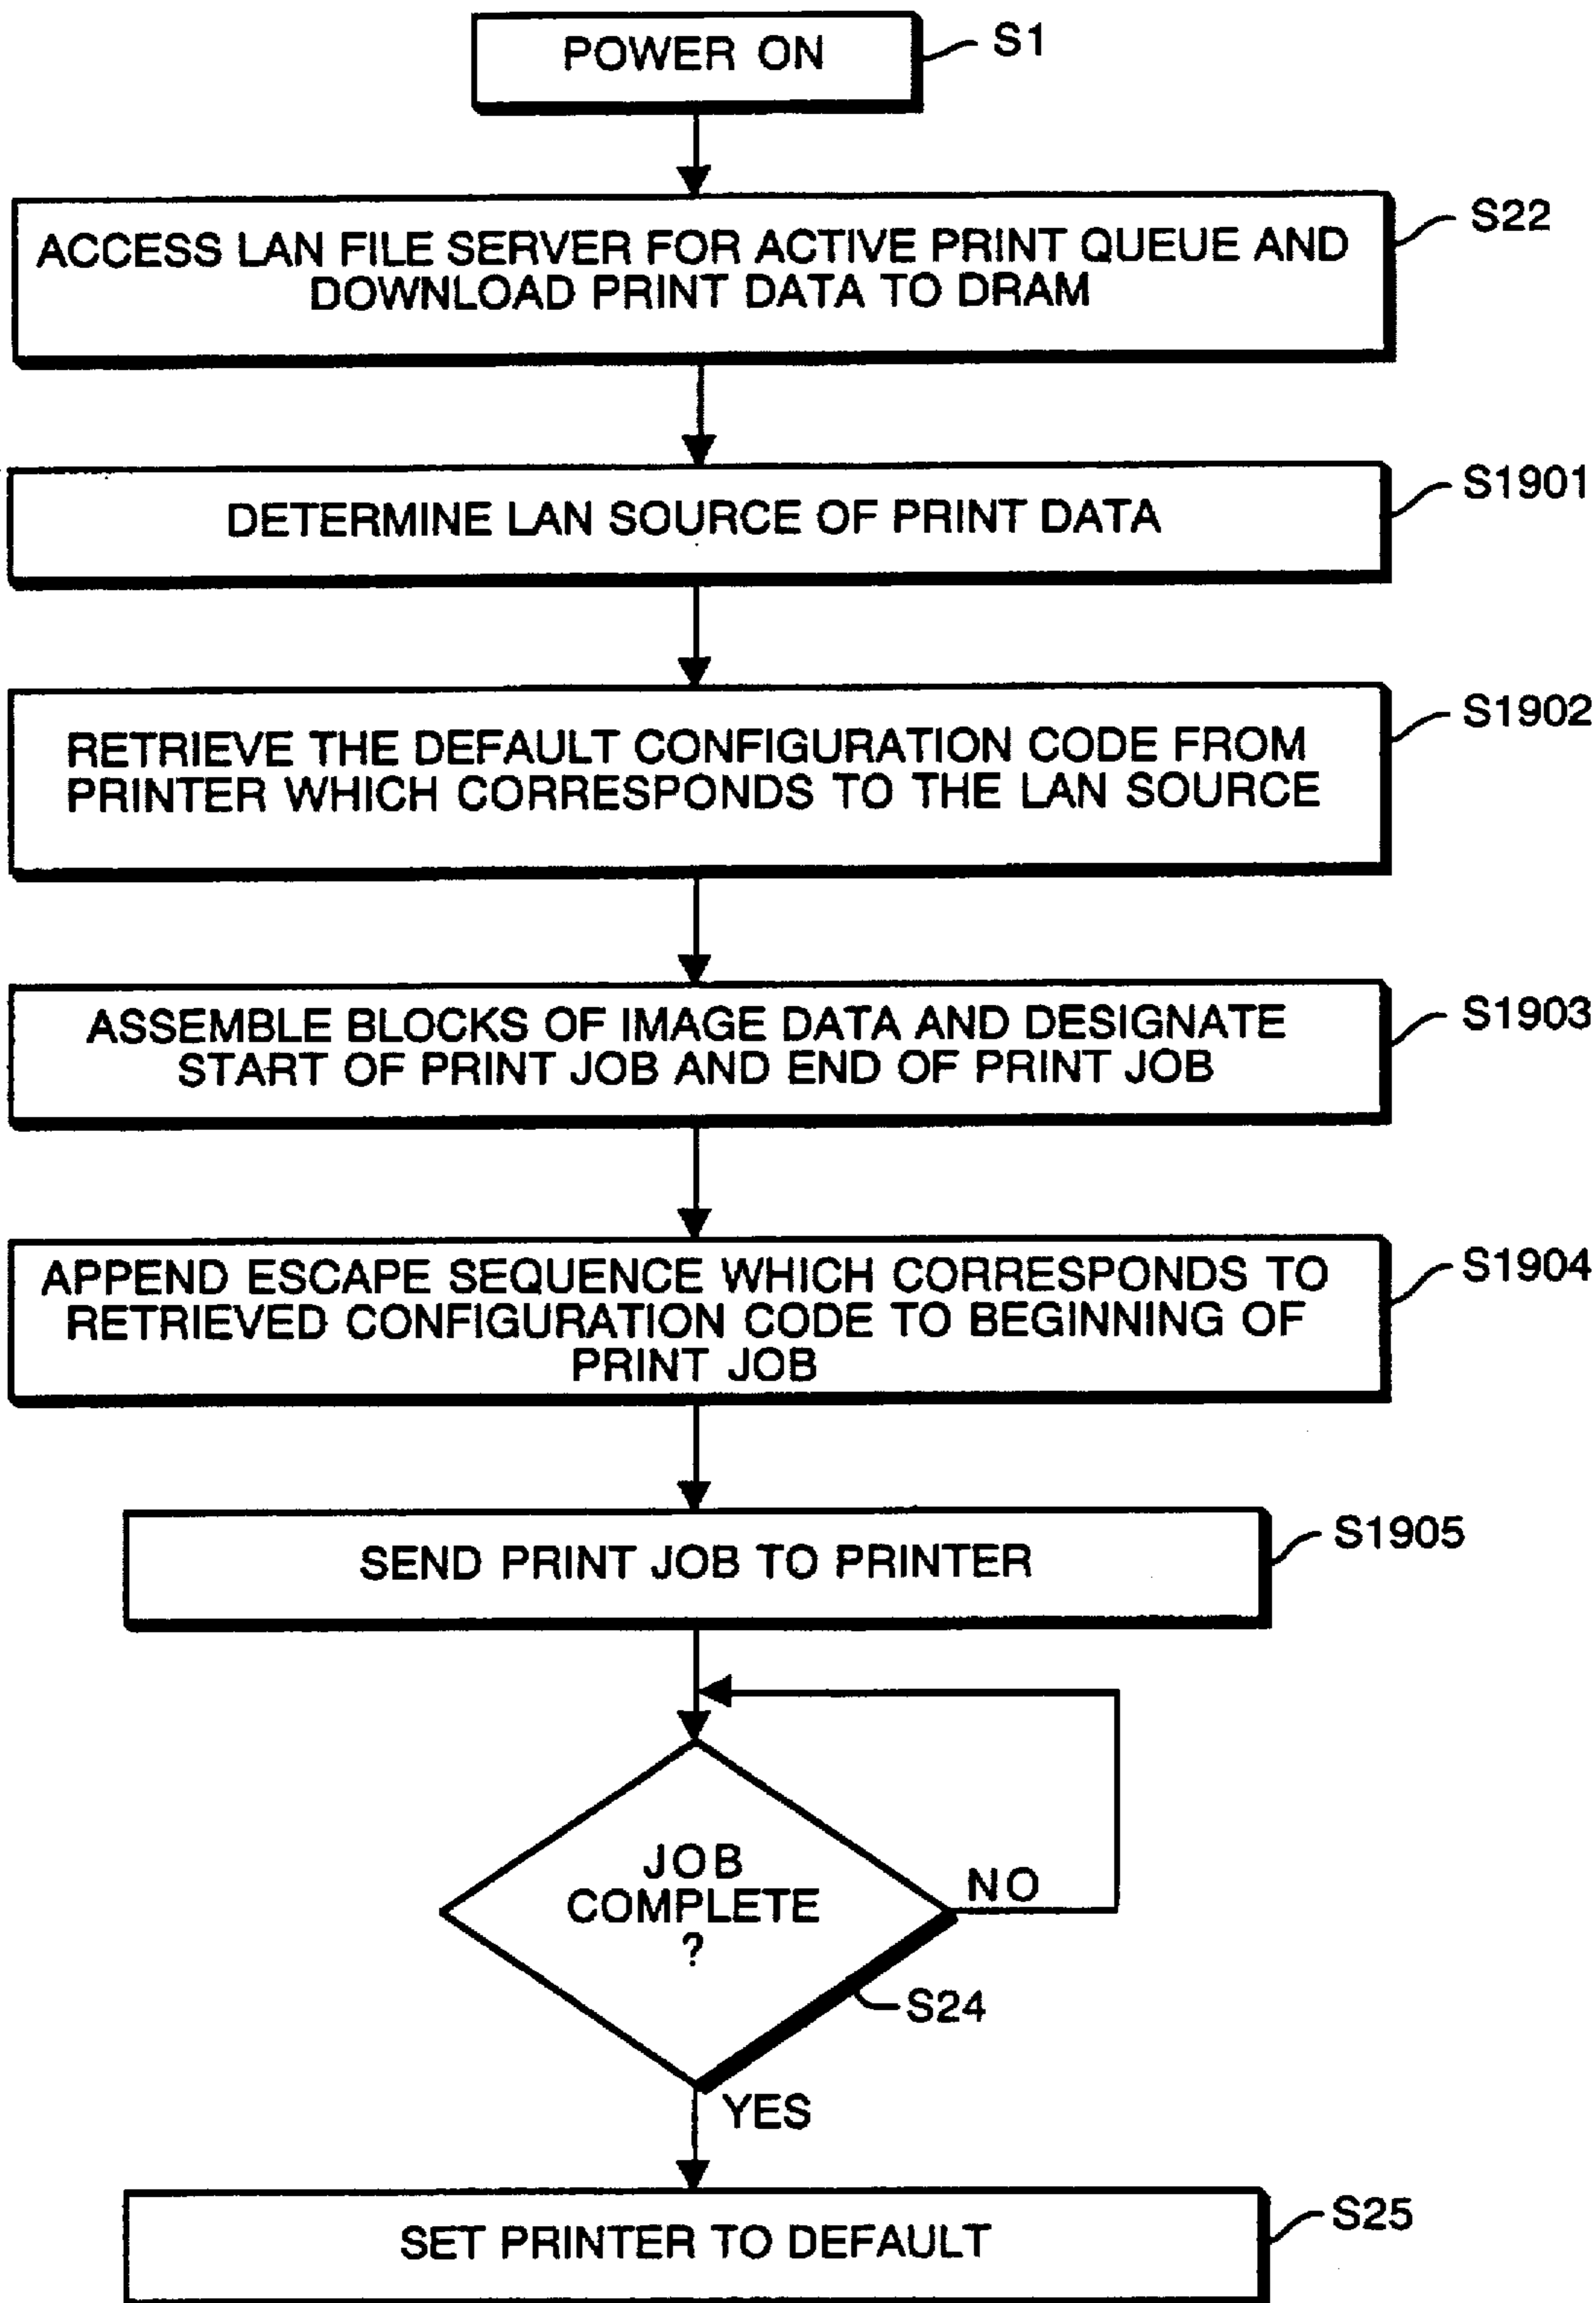 POWER ON
S1
ACCESS LAN FILE SERVER FOR ACTIVE PRINT QUEUE AND
DOWNLOAD PRINT DATA TO DRAM
S22
DETERMINE LAN SOURCE OF PRINT DATA
S1901
RETRIEVE THE DEFAULT CONFIGURATION CODE FROM
PRINTER WHICH CORRESPONDS TO THE LAN SOURCE
S1902
ASSEMBLE BLOCKS OF IMAGE DATA AND DESIGNATE
START OF PRINT JOB AND END OF PRINT JOB
S1903
APPEND ESCAPE SEQUENCE WHICH CORRESPONDS TO
RETRIEVED CONFIGURATION CODE TO BEGINNING OF
PRINT JOB
S1904
SEND PRINT JOB TO PRINTER
S1905
JOB
COMPLETE
?
NO
S24
YES
SET PRINTER TO DEFAULT
S25